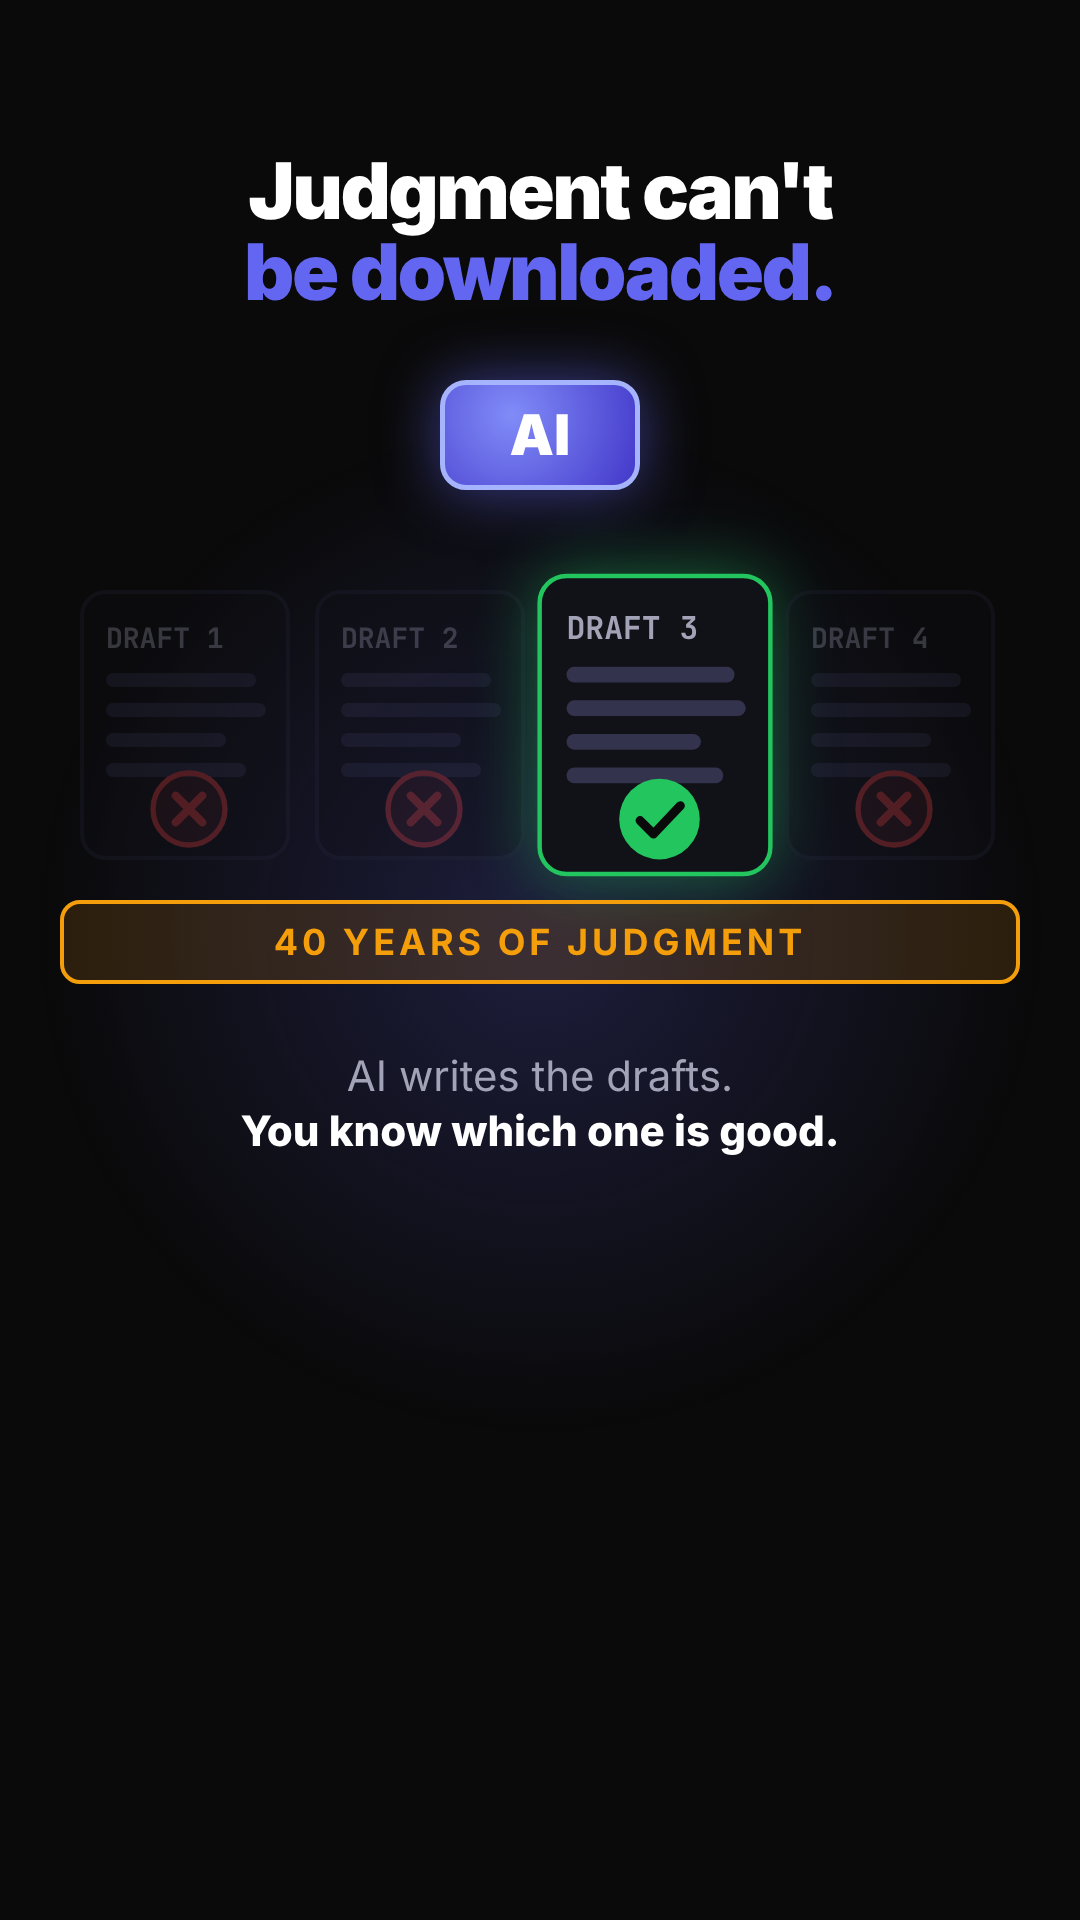 Judgment can't
be downloaded.
AI
DRAFT 1
DRAFT 2
DRAFT 3
DRAFT 4
40 YEARS OF JUDGMENT
AI writes the drafts.
You know which one is good.